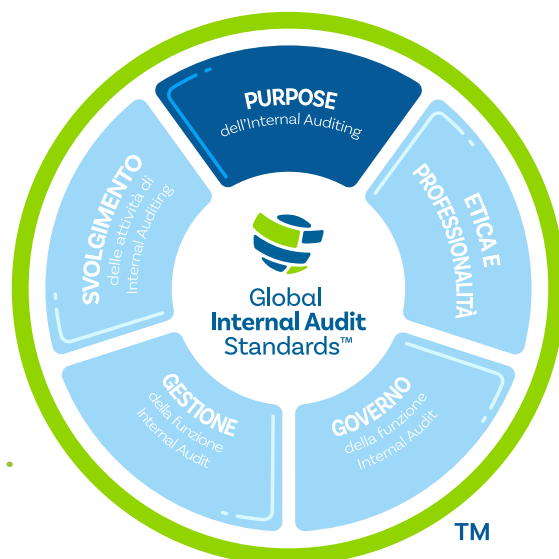 PURPOSE
dell'Internal Auditing
ETICA E
PROFESSIONALITÀ
GOVERNO
della funzione
Internal Audit
GESTIONE
della funzione
Internal Audit
SVOLGIMENTO
delle attività di
Internal Auditing
Global
Internal Audit
Standards™
TM